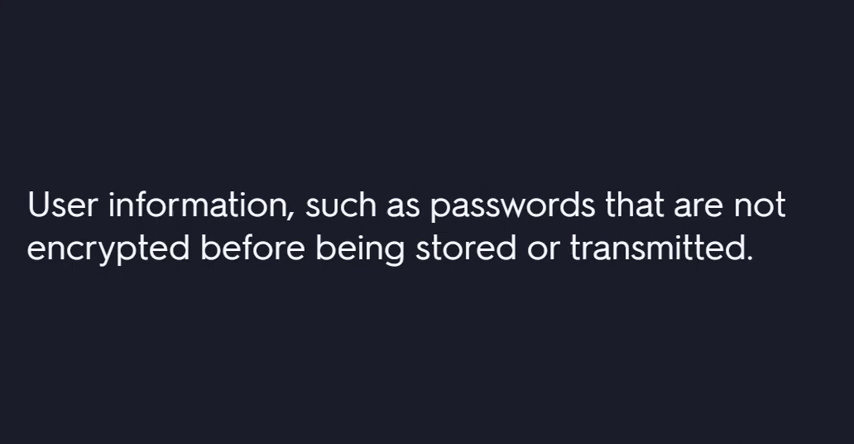 User information, such as passwords that are not
encrypted before being stored or transmitted.